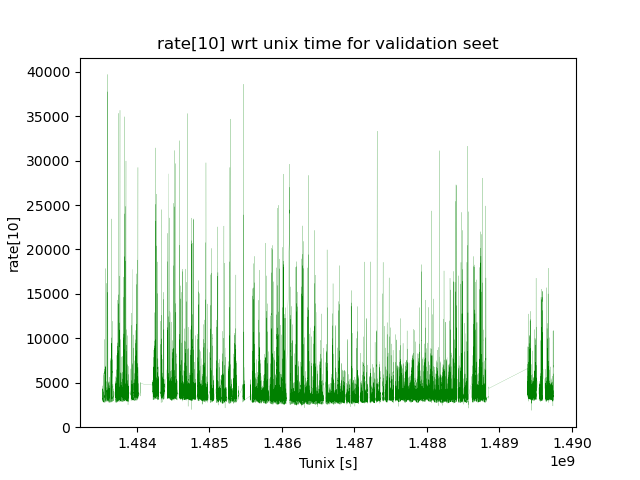 rate[10] wrt unix time for validation seet
40000
35000
30000
25000
20000
15000
10000
5000
0
rate[10]
1.484 1.485 1.486 1.487 1.488 1.489 1.490
Tunix [s]
1e9